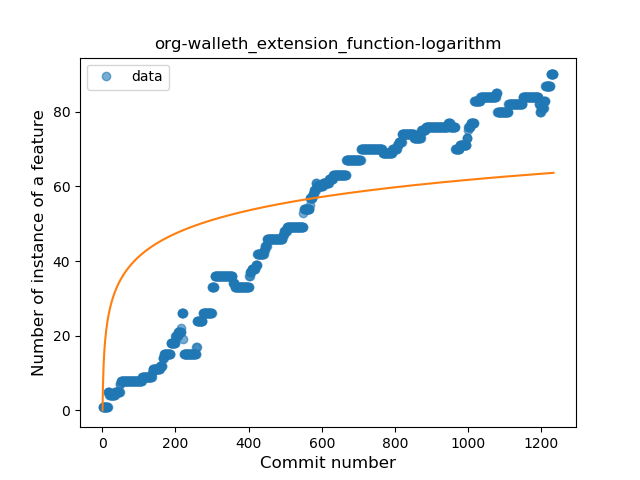 org-walleth_extension_function-logarithm
data
Number of instance of a feature
80
60
40
20
0
0 200 400 600 800 1000 1200
Commit number